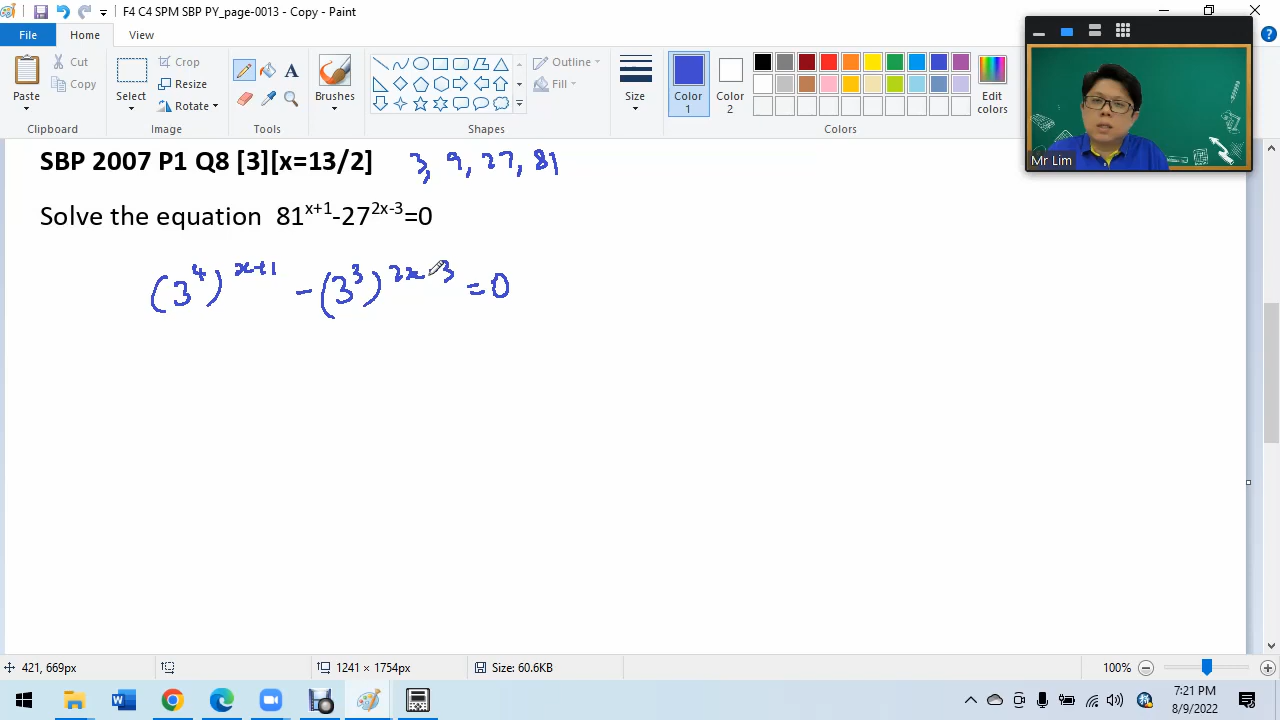 F4 C4 SPM SBP PY_page-0013 - Copy - Paint
File Home View
Paste Cut Copy Clipboard
Select Crop Resize Rotate Image
Tools
Brushes
Outline Fill Shapes
Size
Color 1 Color 2 Edit colors Colors
Mr Lim
SBP 2007 P1 Q8 [3][x=13/2] 3, 9, 27, 81
Solve the equation 81^{x+1}-27^{2x-3}=0
(3^4)^{x+1} - (3^3)^{2x-3} = 0
421, 669px 1241 × 1754px Size: 60.6KB 100%
7:21 PM
8/9/2022